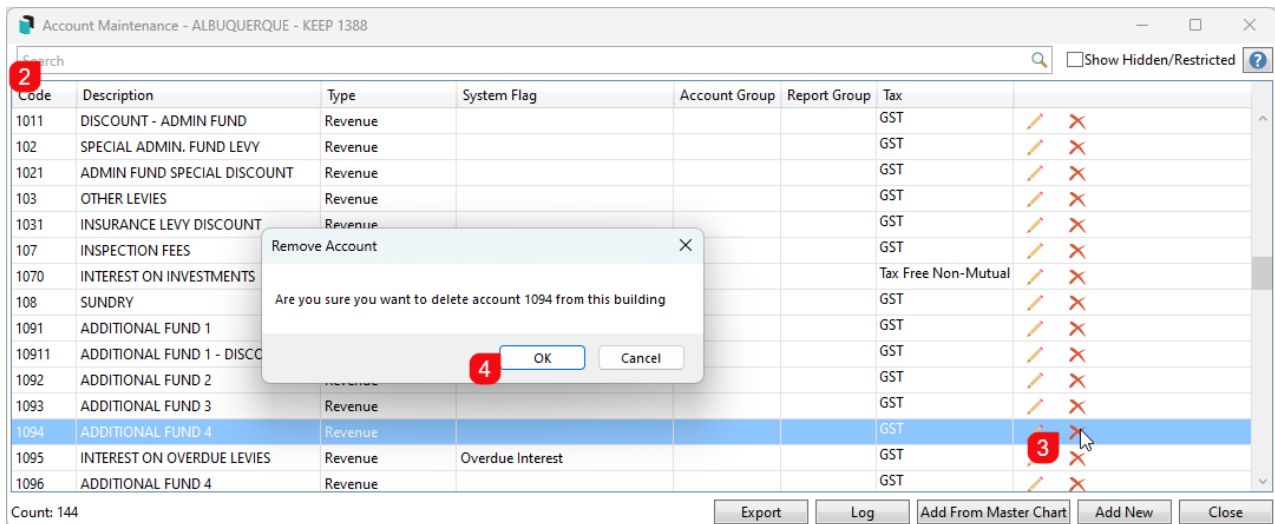 Account Maintenance - ALBUQUERQUE - KEEP 1388
Search Show Hidden/Restricted ?
2
Code Description Type System Flag Account Group Report Group Tax
1011 DISCOUNT - ADMIN FUND Revenue GST
102 SPECIAL ADMIN. FUND LEVY Revenue GST
1021 ADMIN FUND SPECIAL DISCOUNT Revenue GST
103 OTHER LEVIES Revenue GST
1031 INSURANCE LEVY DISCOUNT Revenue GST
107 INSPECTION FEES GST
1070 INTEREST ON INVESTMENTS Tax Free Non-Mutual
108 SUNDRY GST
1091 ADDITIONAL FUND 1 GST
10911 ADDITIONAL FUND 1 - DISCO GST
1092 ADDITIONAL FUND 2 Revenue GST
1093 ADDITIONAL FUND 3 Revenue GST
1094 ADDITIONAL FUND 4 Revenue GST
3
1095 INTEREST ON OVERDUE LEVIES Revenue Overdue Interest GST
1096 ADDITIONAL FUND 4 Revenue GST
Remove Account
Are you sure you want to delete account 1094 from this building
4
OK Cancel
Count: 144 Export Log Add From Master Chart Add New Close